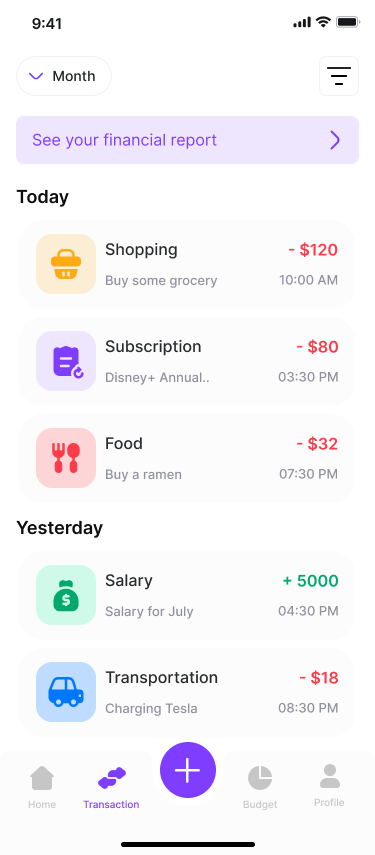 9:41
Month
See your financial report
Today
Shopping
- $120
Buy some grocery
10:00 AM
Subscription
- $80
Disney+ Annual..
03:30 PM
Food
- $32
Buy a ramen
07:30 PM
Yesterday
$
Salary
+ 5000
Salary for July
04:30 PM
Transportation
- $18
Charging Tesla
08:30 PM
Home
Transaction
Budget
Profile